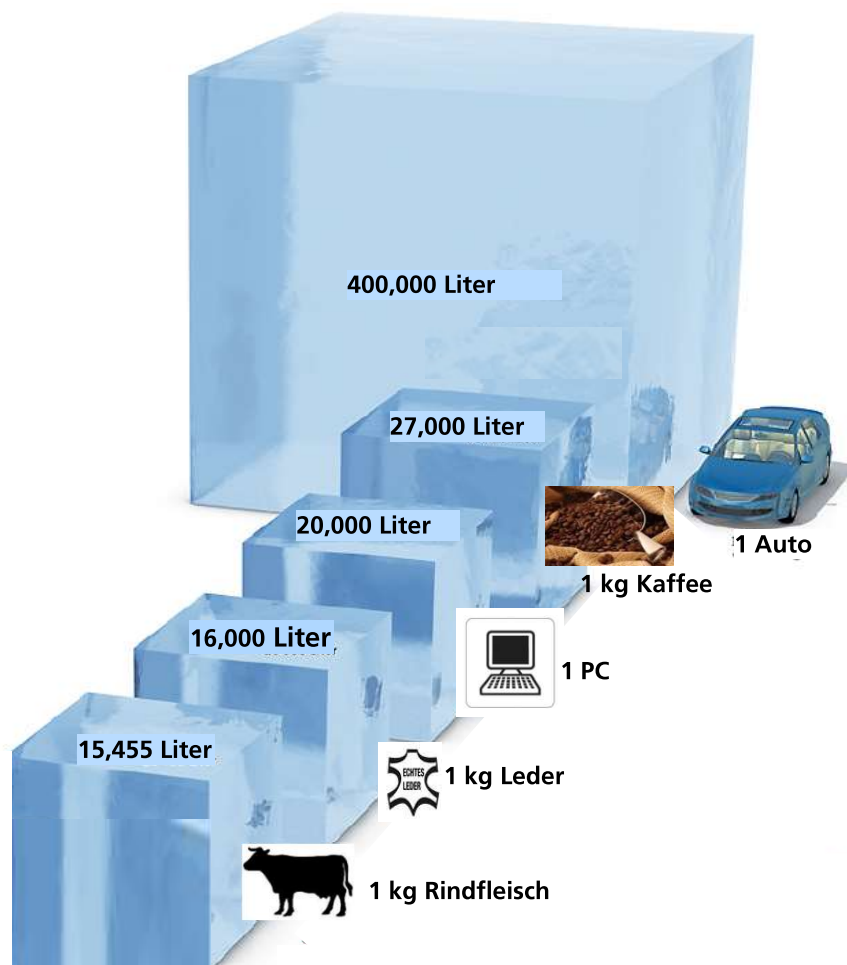 400,000 Liter
27,000 Liter
1 Auto
20,000 Liter
1 kg Kaffee
16,000 Liter
1 PC
15,455 Liter
ECHTES
LEDER
1 kg Leder
1 kg Rindfleisch